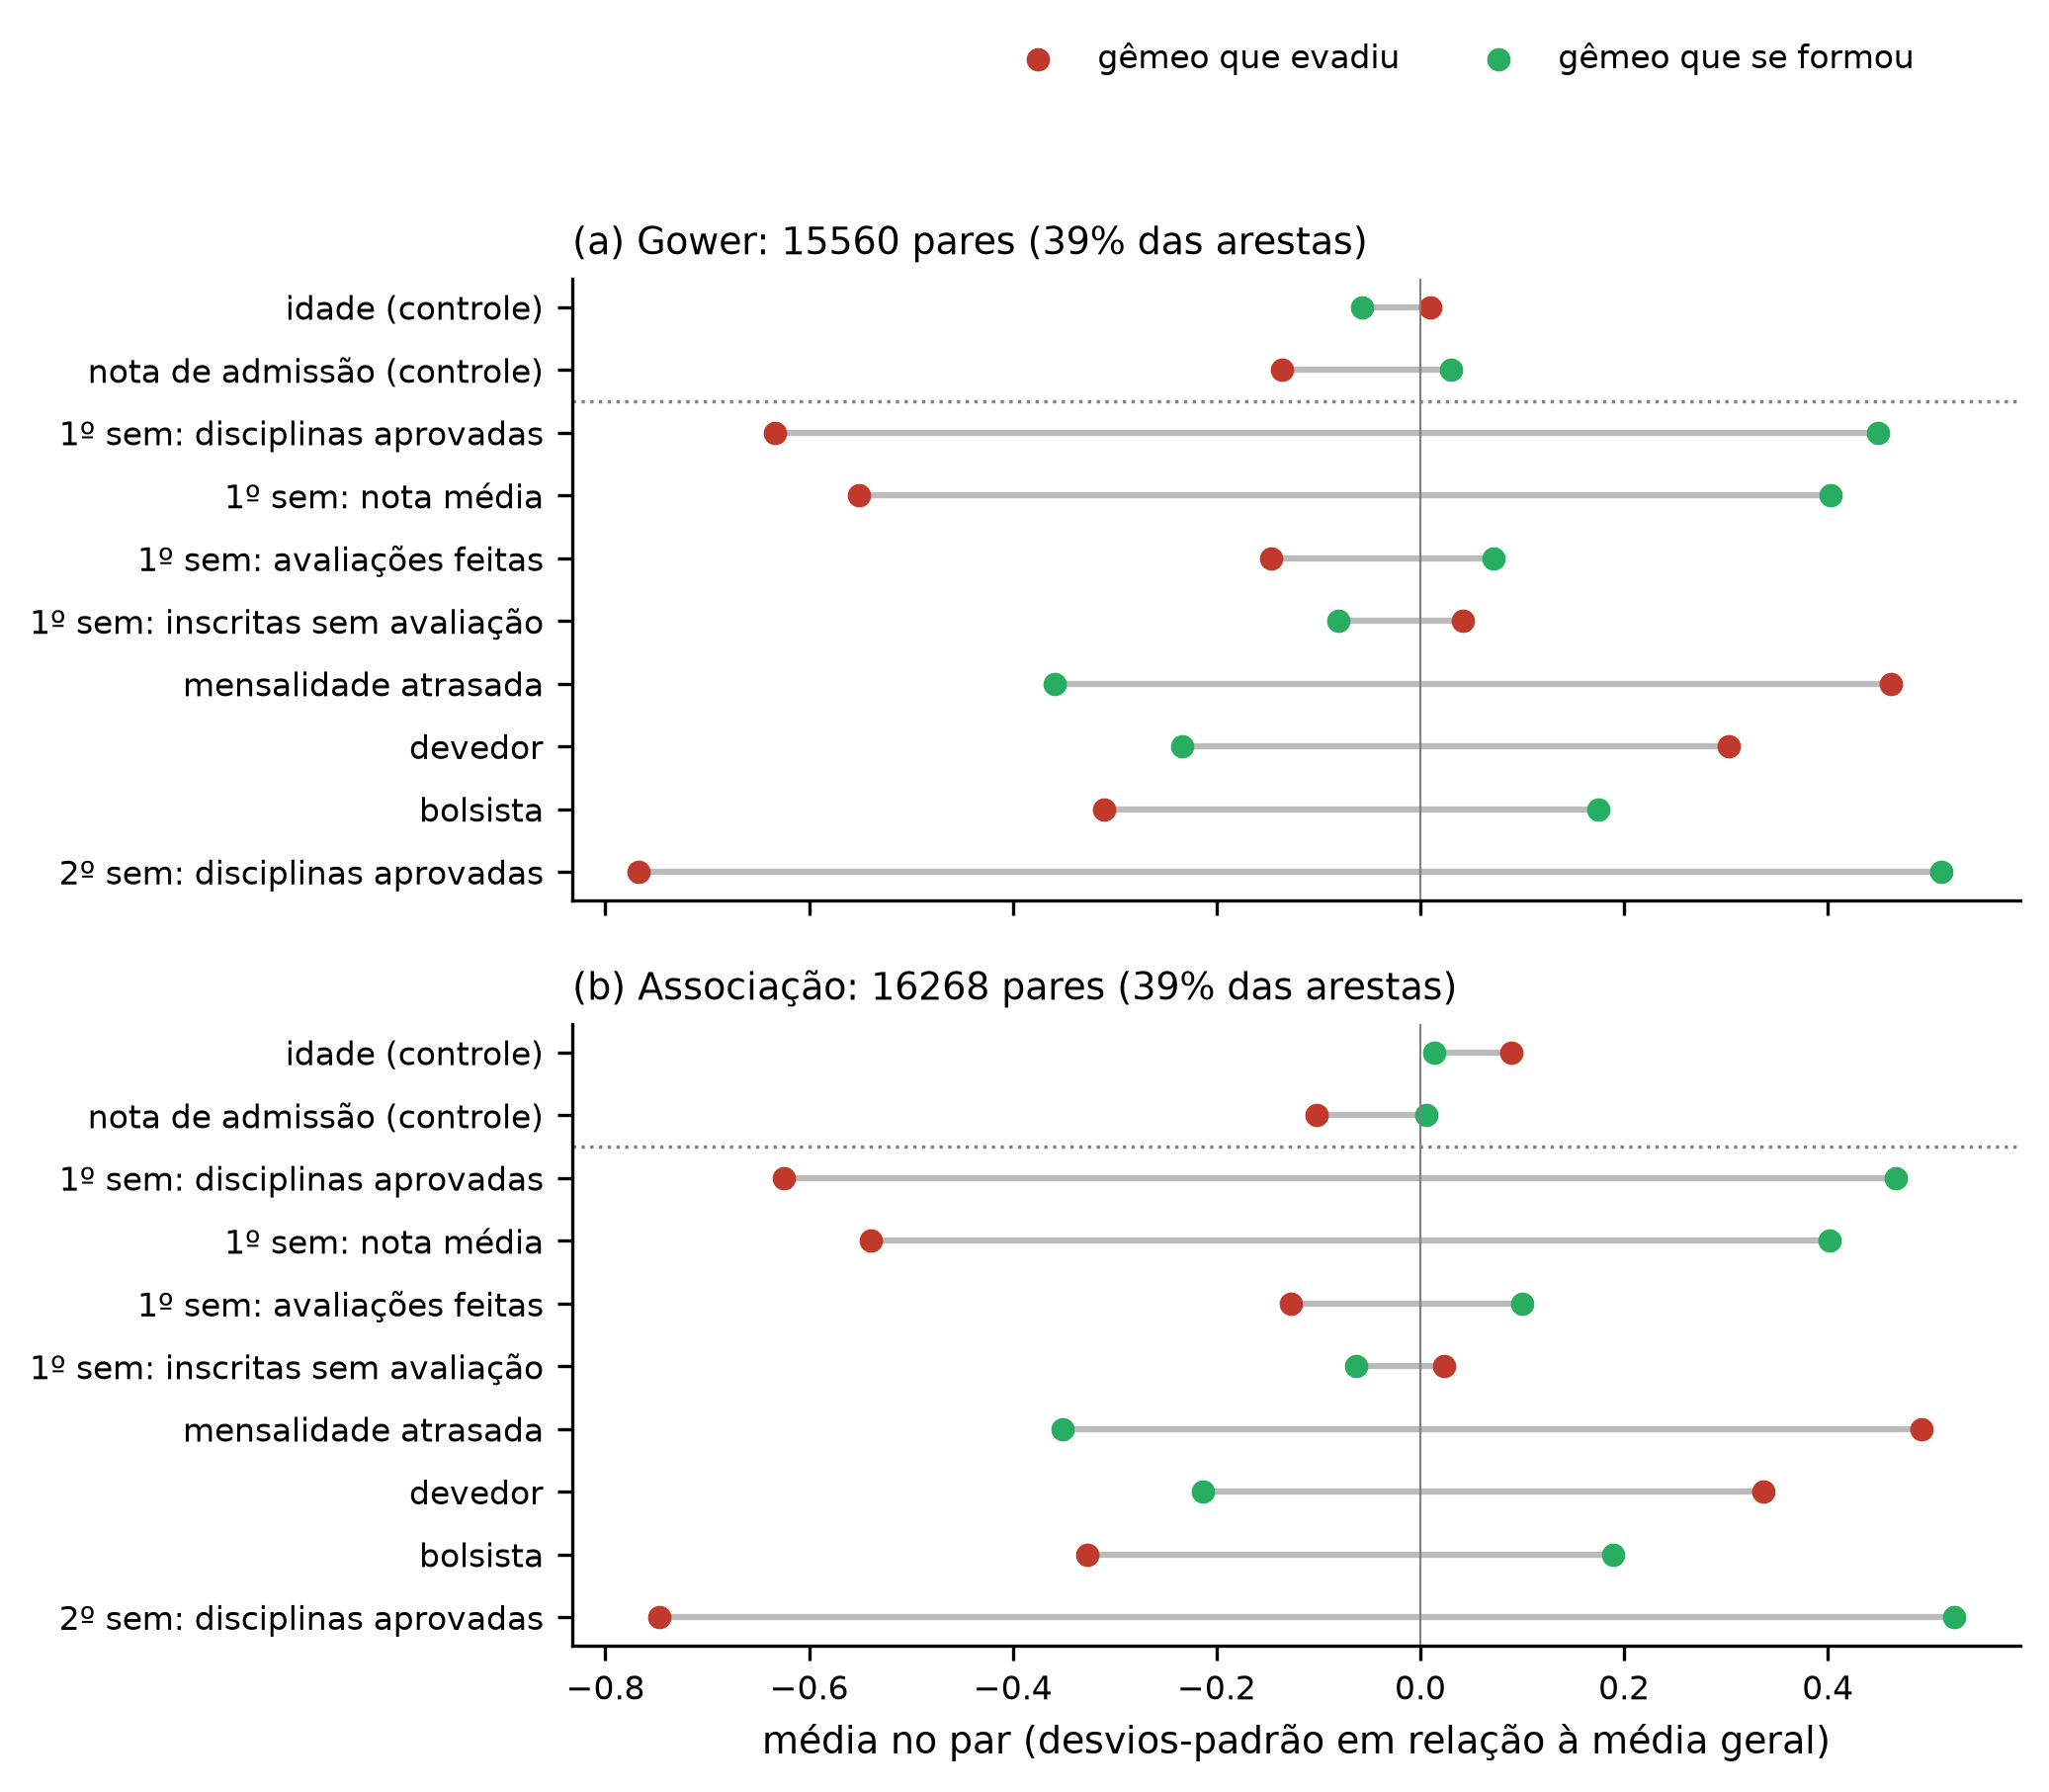 gêmeo que evadiu gêmeo que se formou
(a) Gower: 15560 pares (39% das arestas)
idade (controle)
nota de admissão (controle)
1º sem: disciplinas aprovadas
1º sem: nota média
1º sem: avaliações feitas
1º sem: inscritas sem avaliação
mensalidade atrasada
devedor
bolsista
2º sem: disciplinas aprovadas
(b) Associação: 16268 pares (39% das arestas)
idade (controle)
nota de admissão (controle)
1º sem: disciplinas aprovadas
1º sem: nota média
1º sem: avaliações feitas
1º sem: inscritas sem avaliação
mensalidade atrasada
devedor
bolsista
2º sem: disciplinas aprovadas
−0.8 −0.6 −0.4 −0.2 0.0 0.2 0.4
média no par (desvios-padrão em relação à média geral)